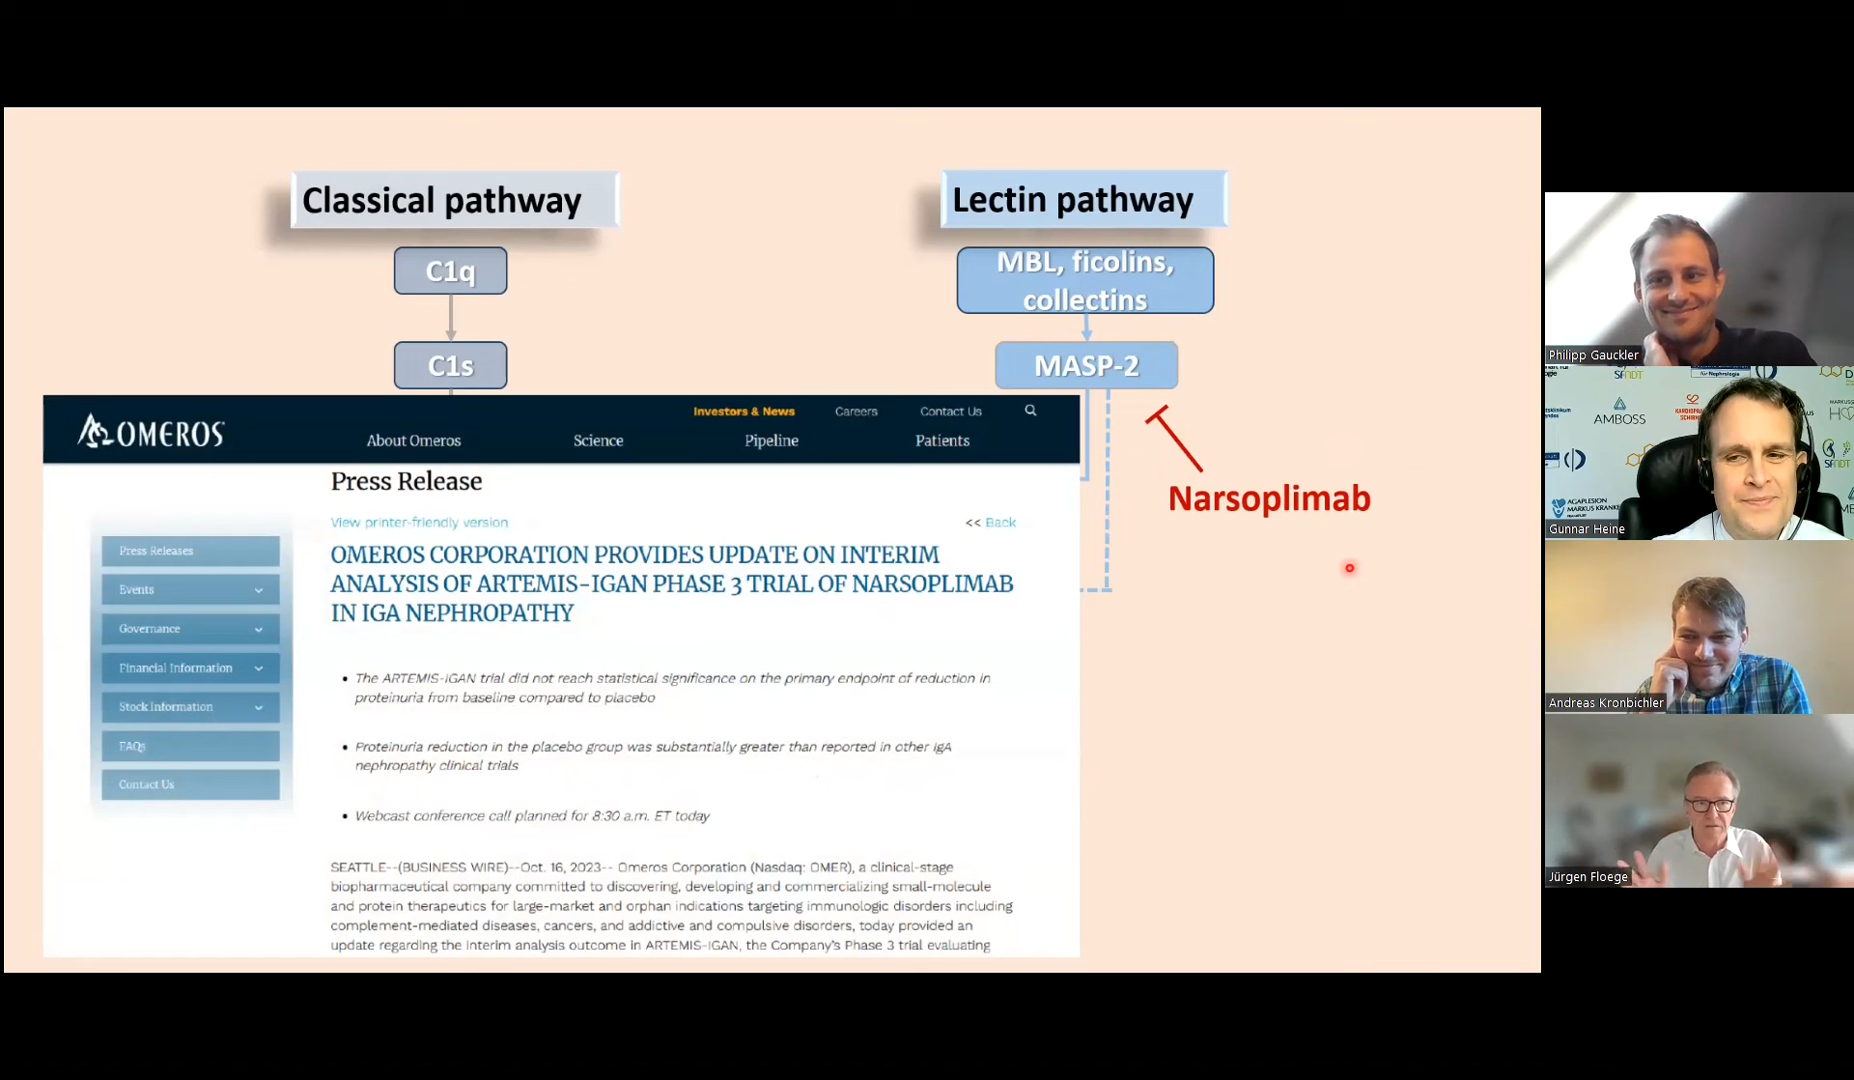 Classical pathway
C1q
C1s
Lectin pathway
MBL, ficolins,
collectins
MASP-2
Narsoplimab
OMEROS
Investors & News
Careers
Contact Us
About Omeros
Science
Pipeline
Patients
Press Releases
Events
Governance
Financial Information
Stock Information
FAQs
Contact Us
Press Release
View printer-friendly version
<< Back
OMEROS CORPORATION PROVIDES UPDATE ON INTERIM
ANALYSIS OF ARTEMIS-IGAN PHASE 3 TRIAL OF NARSOPLIMAB
IN IGA NEPHROPATHY
• The ARTEMIS-IGAN trial did not reach statistical significance on the primary endpoint of reduction in
proteinuria from baseline compared to placebo
• Proteinuria reduction in the placebo group was substantially greater than reported in other IgA
nephropathy clinical trials
• Webcast conference call planned for 8:30 a.m. ET today
SEATTLE--(BUSINESS WIRE)--Oct. 16, 2023-- Omeros Corporation (Nasdaq: OMER), a clinical-stage
biopharmaceutical company committed to discovering, developing and commercializing small-molecule
and protein therapeutics for large-market and orphan indications targeting immunologic disorders including
complement-mediated diseases, cancers, and addictive and compulsive disorders, today provided an
update regarding the interim analysis outcome in ARTEMIS-IGAN, the Company's Phase 3 trial evaluating
Philipp Gauckler
AMBOSS
AGAPLESION
Gunnar Heine
Andreas Kronbichler
Jürgen Floege